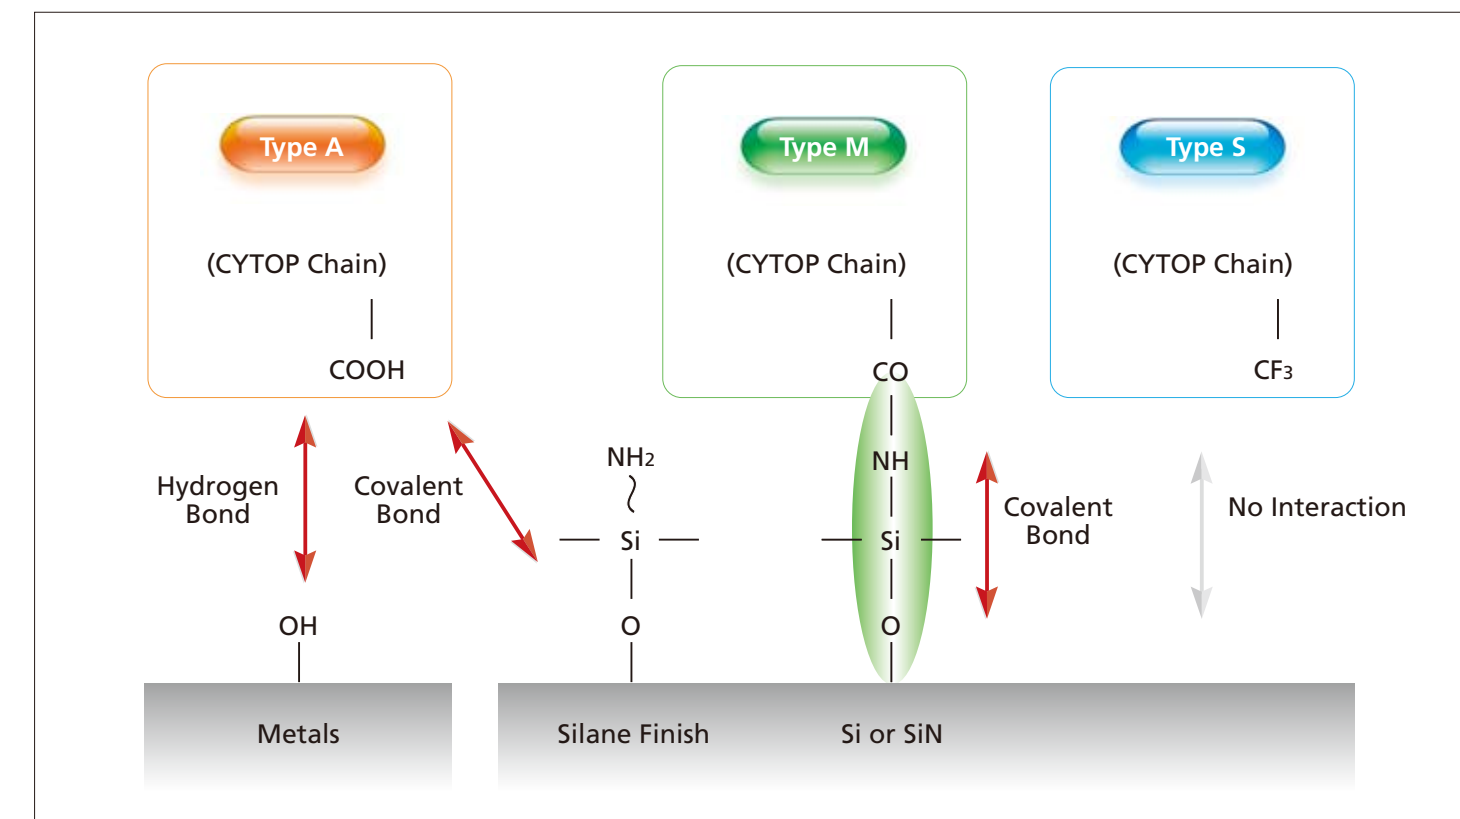 Type A
Type M
Type S
(CYTOP Chain)
(CYTOP Chain)
(CYTOP Chain)
COOH
CO
CF3
Hydrogen
Bond
Covalent
Bond
NH2
Si
O
NH
Si
O
Covalent
Bond
No Interaction
OH
Metals
Silane Finish
Si or SiN